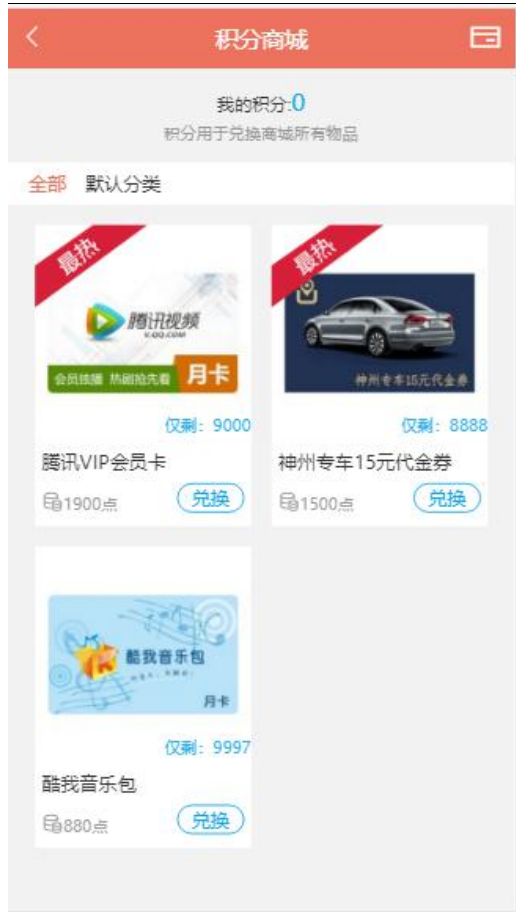 积分商城
我的积分:0
积分用于兑换商城所有物品
全部 默认分类
最热
腾讯视频
V.QQ.COM
会员独播 热剧抢先看 月卡
仅剩: 9000
腾讯VIP会员卡
1900点 兑换
最热
神州专车15元代金券
仅剩: 8888
神州专车15元代金券
1500点 兑换
酷我音乐包
月卡
仅剩: 9997
酷我音乐包
880点 兑换